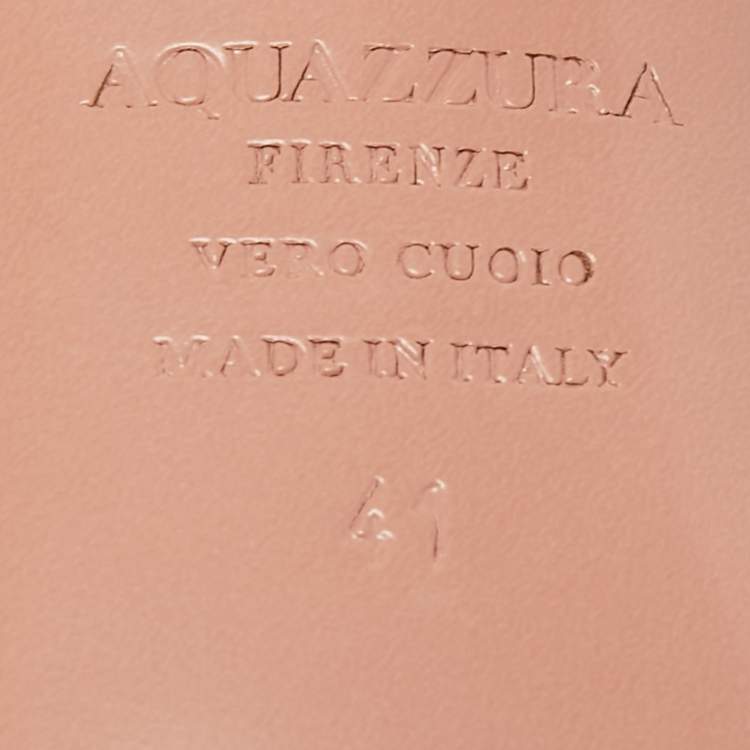 AQUAZZURA
FIRENZE
VERO CUOIO
MADE IN ITALY
41